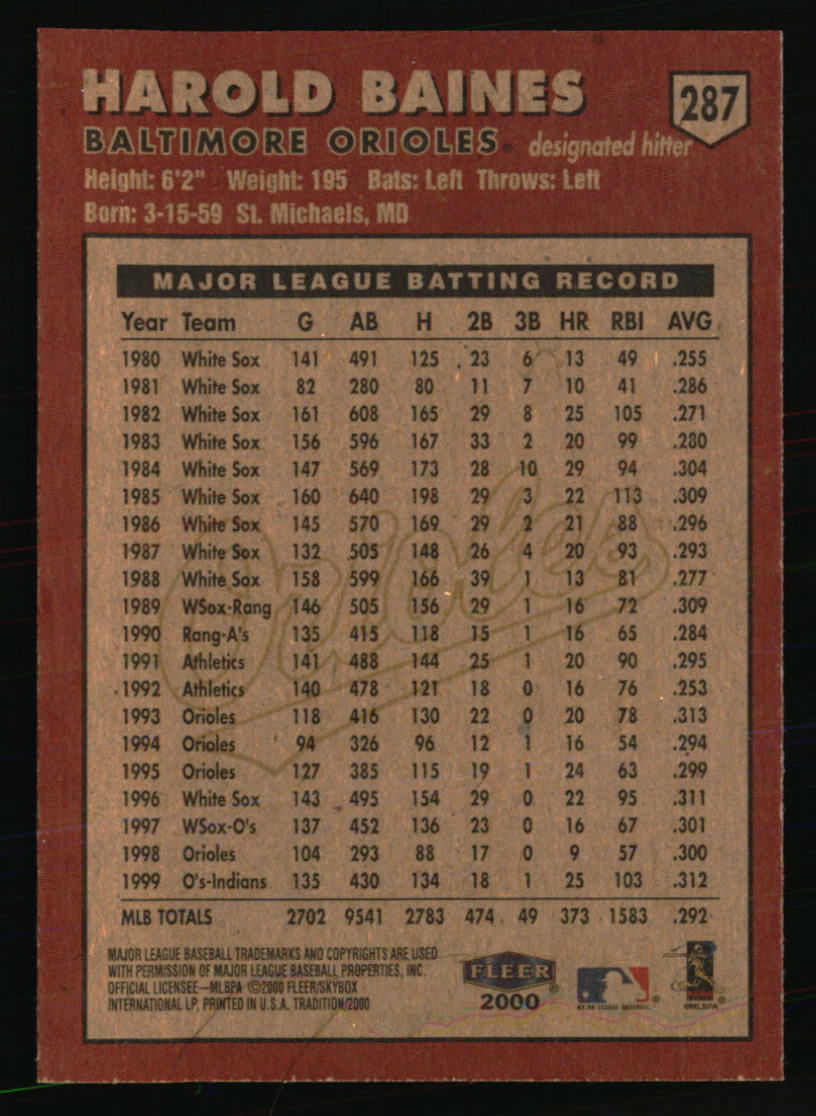 HAROLD BAINES
287
BALTIMORE ORIOLES® designated hitter
Height: 6'2" Weight: 195 Bats: Left Throws: Left
Born: 3-15-59 St. Michaels, MD
MAJOR LEAGUE BATTING RECORD
Year Team G AB H 2B 3B HR RBI AVG
1980 White Sox 141 491 125 23 6 13 49 .255
1981 White Sox 82 280 80 11 7 10 41 .286
1982 White Sox 161 608 165 29 8 25 105 .271
1983 White Sox 156 596 167 33 2 20 99 .280
1984 White Sox 147 569 173 28 10 29 94 .304
1985 White Sox 160 640 198 29 3 22 113 .309
1986 White Sox 145 570 169 29 2 21 88 .296
1987 White Sox 132 505 148 26 4 20 93 .293
1988 White Sox 158 599 166 39 1 13 81 .277
1989 WSox-Rang 146 505 156 29 1 16 72 .309
1990 Rang-A's 135 415 118 15 1 16 65 .284
1991 Athletics 141 488 144 25 1 20 90 .295
1992 Athletics 140 478 121 18 0 16 76 .253
1993 Orioles 118 416 130 22 0 20 78 .313
1994 Orioles 94 326 96 12 1 16 54 .294
1995 Orioles 127 385 115 19 1 24 63 .299
1996 White Sox 143 495 154 29 0 22 95 .311
1997 WSox-O's 137 452 136 23 0 16 67 .301
1998 Orioles 104 293 88 17 0 9 57 .300
1999 O's-Indians 135 430 134 18 1 25 103 .312
MLB TOTALS 2702 9541 2783 474 49 373 1583 .292
Orioles
MAJOR LEAGUE BASEBALL TRADEMARKS AND COPYRIGHTS ARE USED
WITH PERMISSION OF MAJOR LEAGUE BASEBALL PROPERTIES, INC.
OFFICIAL LICENSEE—MLBPA ©2000 FLEER/SKYBOX
INTERNATIONAL LP, PRINTED IN U.S.A. TRADITION/2000
FLEER®
2000
MAJOR LEAGUE BASEBALL®
©MLBPA